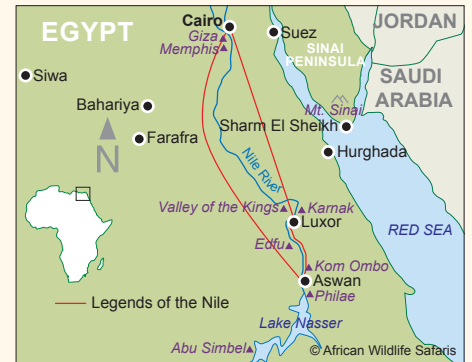 EGYPT
Cairo
Giza
Memphis
Suez
JORDAN
SINAI
PENINSULA
SAUDI
ARABIA
Siwa
Bahariya
Mt. Sinai
Sharm El Sheikh
Farafra
N
Hurghada
Nile River
Valley of the Kings
Karnak
Luxor
RED SEA
Edfu
Kom Ombo
Aswan
Philae
Legends of the Nile
Lake Nasser
Abu Simbel
© African Wildlife Safaris